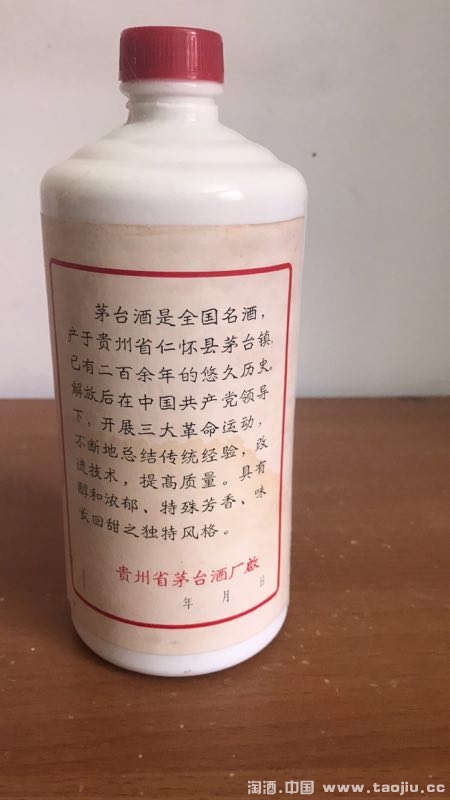 茅台酒是全国名酒，
产于贵州省仁怀县茅台镇，
已有二百余年的悠久历史。
解放后在中国共产党领导
下，开展三大革命运动，
不断地总结传统经验，改
进技术，提高质量。具有
醇和浓郁、特殊芳香、味
长回甜之独特风格。
贵州省茅台酒厂啟
年 月 日
淘酒.中国 www.taojiu.cc